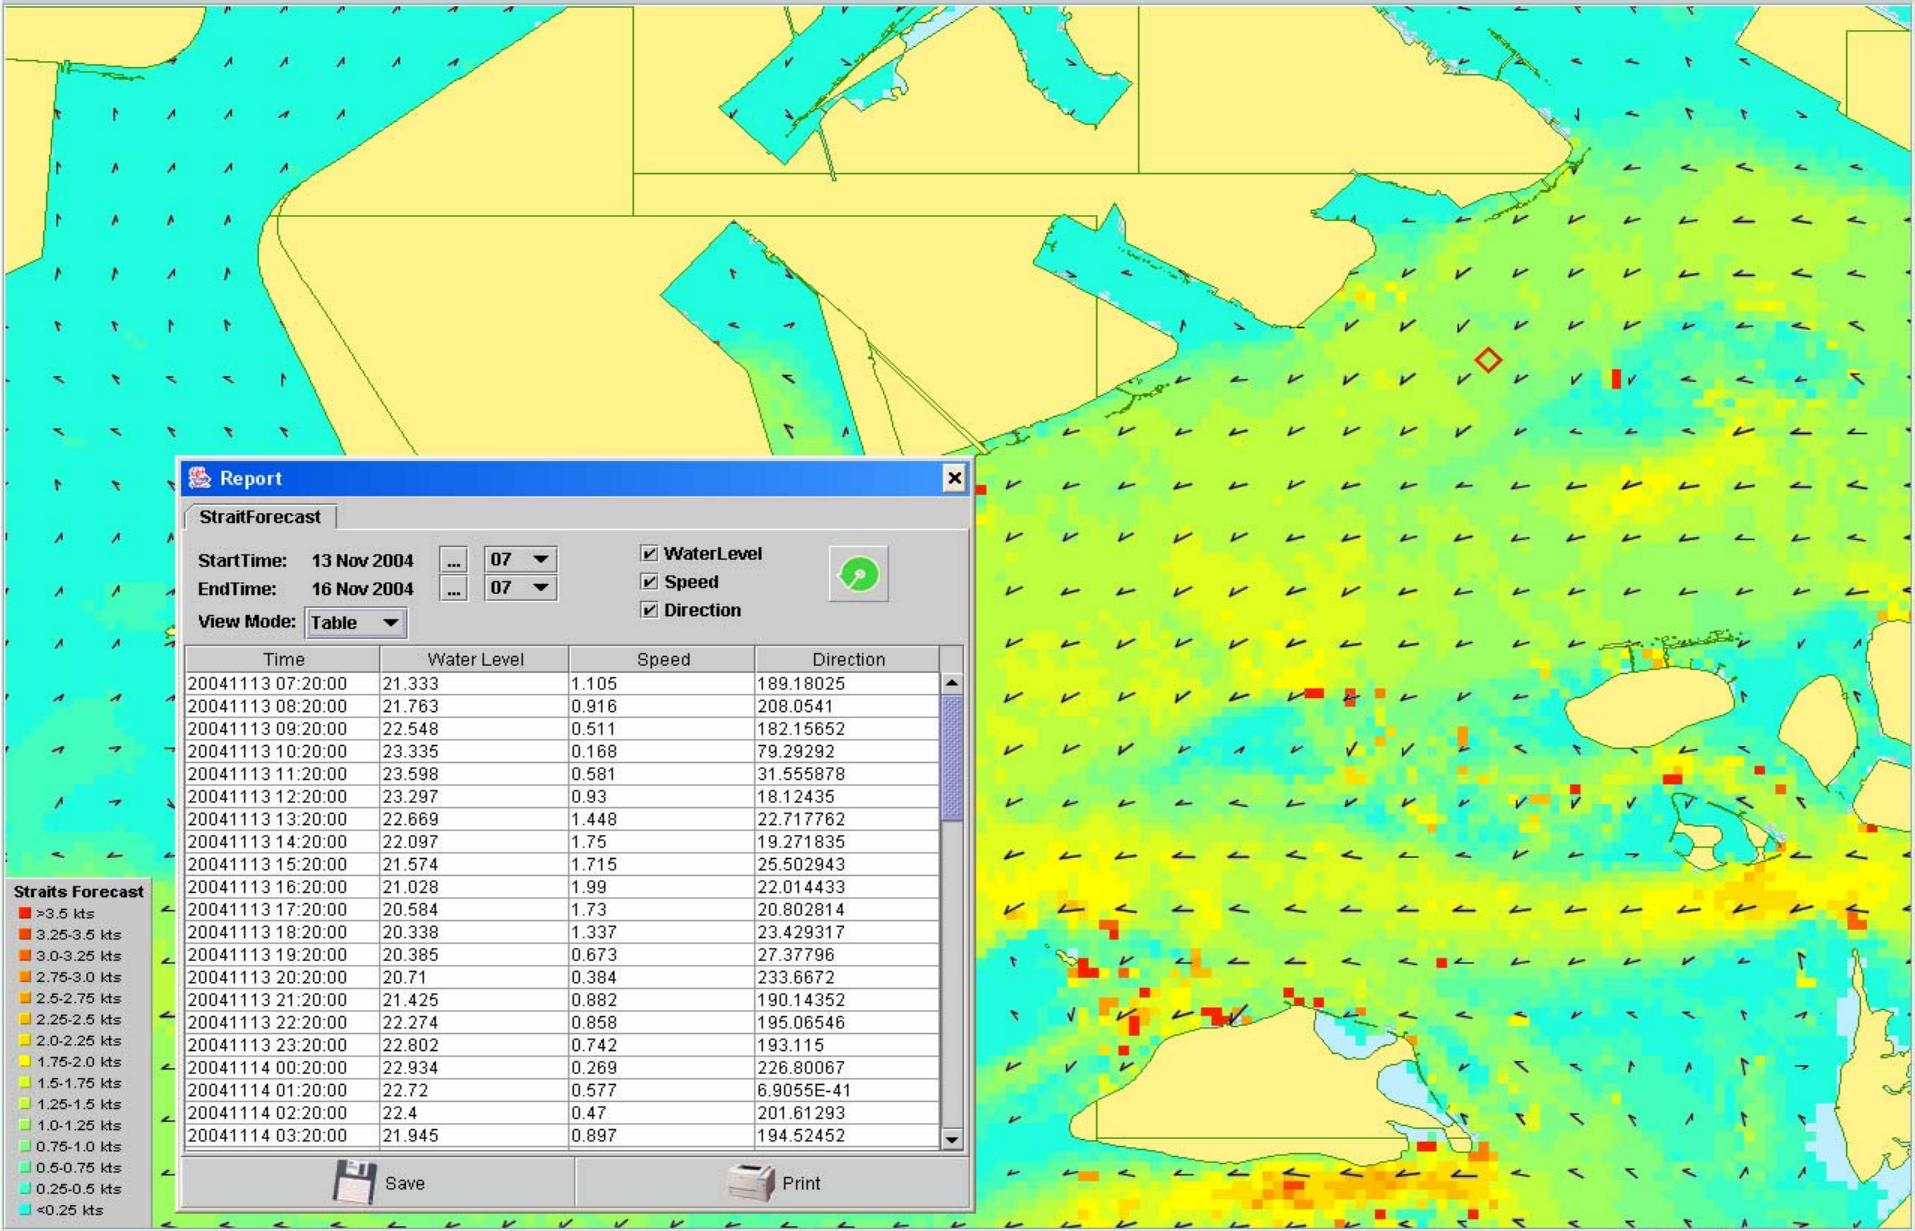 Report
StraitForecast
StartTime: 13 Nov 2004 ... 07
EndTime: 16 Nov 2004 ... 07
View Mode: Table
WaterLevel
Speed
Direction
Time Water Level Speed Direction
20041113 07:20:00 21.333 1.105 189.18025
20041113 08:20:00 21.763 0.916 208.0541
20041113 09:20:00 22.548 0.511 182.15652
20041113 10:20:00 23.335 0.168 79.29292
20041113 11:20:00 23.598 0.581 31.555878
20041113 12:20:00 23.297 0.93 18.12435
20041113 13:20:00 22.669 1.448 22.717762
20041113 14:20:00 22.097 1.75 19.271835
20041113 15:20:00 21.574 1.715 25.502943
20041113 16:20:00 21.028 1.99 22.014433
20041113 17:20:00 20.584 1.73 20.802814
20041113 18:20:00 20.338 1.337 23.429317
20041113 19:20:00 20.385 0.673 27.37796
20041113 20:20:00 20.71 0.384 233.6672
20041113 21:20:00 21.425 0.882 190.14352
20041113 22:20:00 22.274 0.858 195.06546
20041113 23:20:00 22.802 0.742 193.115
20041114 00:20:00 22.934 0.269 226.80067
20041114 01:20:00 22.72 0.577 6.9055E-41
20041114 02:20:00 22.4 0.47 201.61293
20041114 03:20:00 21.945 0.897 194.52452
Save Print
Straits Forecast
>3.5 kts
3.25-3.5 kts
3.0-3.25 kts
2.75-3.0 kts
2.5-2.75 kts
2.25-2.5 kts
2.0-2.25 kts
1.75-2.0 kts
1.5-1.75 kts
1.25-1.5 kts
1.0-1.25 kts
0.75-1.0 kts
0.5-0.75 kts
0.25-0.5 kts
<0.25 kts